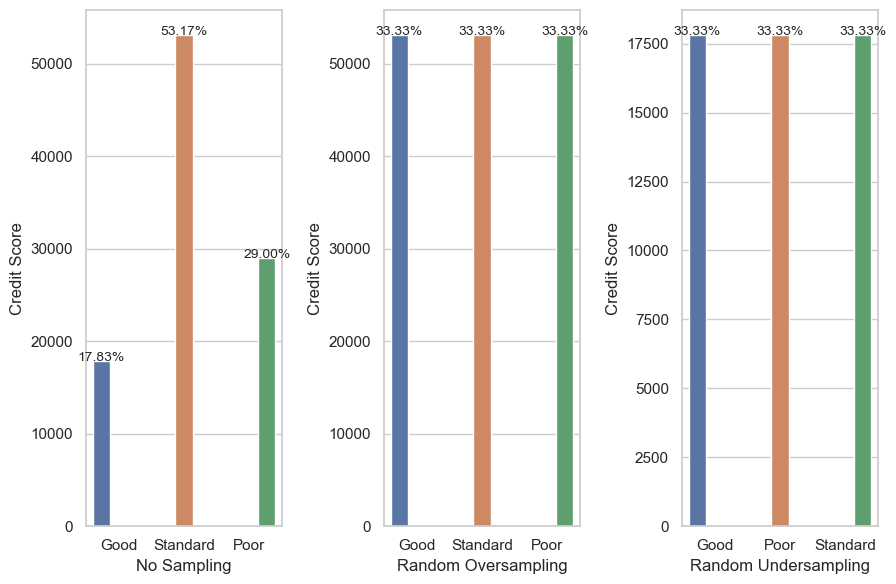 Credit Score
50000
40000
30000
20000
10000
0
17.83%
53.17%
29.00%
Good Standard Poor
No Sampling
Credit Score
50000
40000
30000
20000
10000
0
33.33% 33.33% 33.33%
Good Standard Poor
Random Oversampling
Credit Score
17500
15000
12500
10000
7500
5000
2500
0
33.33% 33.33% 33.33%
Good Poor Standard
Random Undersampling